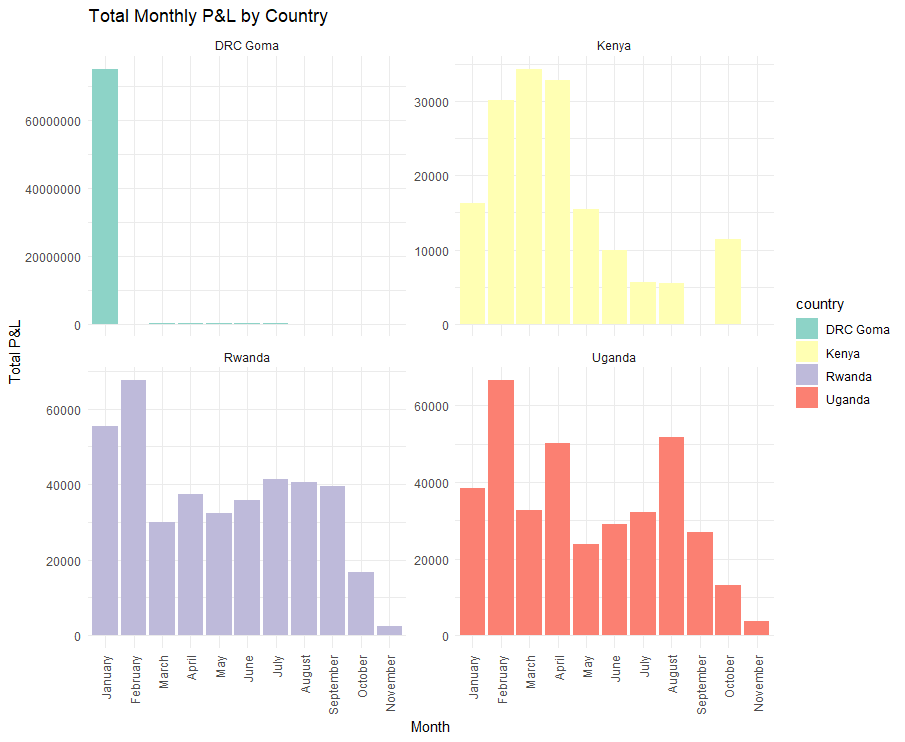 Total Monthly P&L by Country
DRC Goma
Kenya
60000000
40000000
20000000
0
30000
20000
10000
0
Total P&L
Rwanda
Uganda
60000
40000
20000
0
60000
40000
20000
0
January
February
March
April
May
June
July
August
September
October
November
January
February
March
April
May
June
July
August
September
October
November
Month
country
DRC Goma
Kenya
Rwanda
Uganda